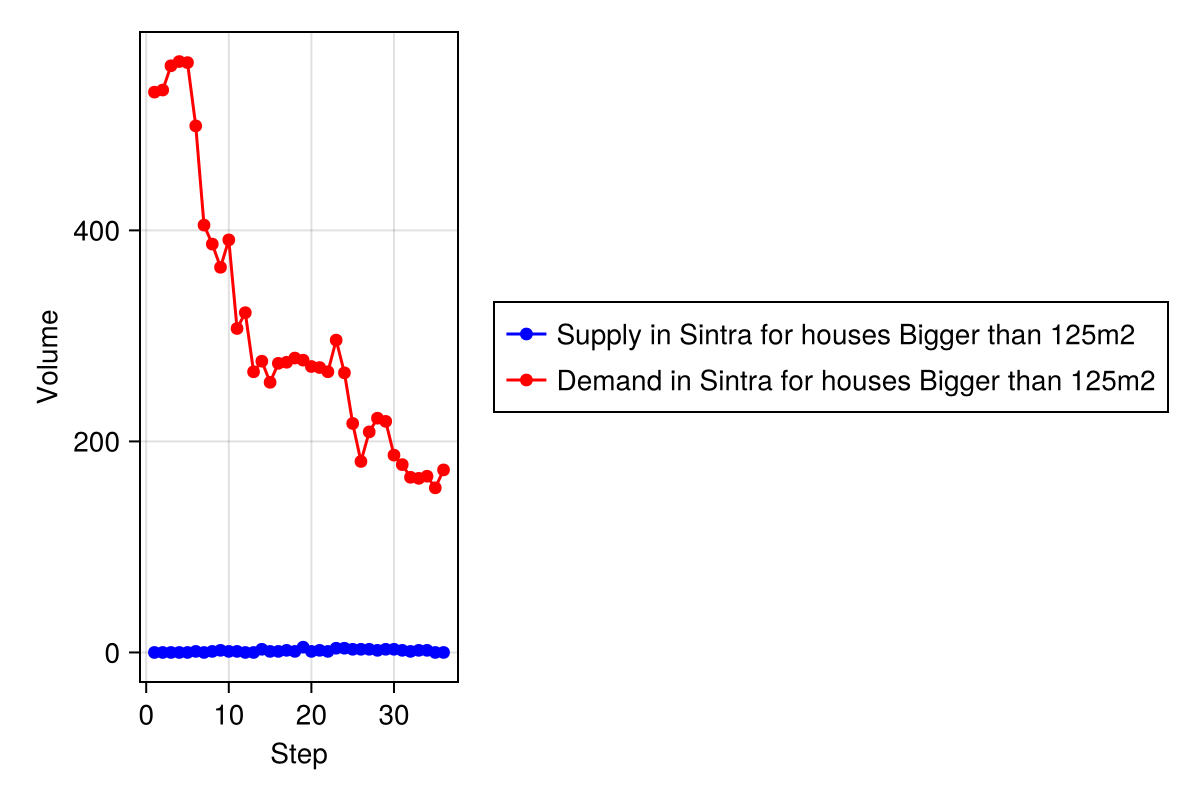 Volume
400
200
0
0 10 20 30
Step
Supply in Sintra for houses Bigger than 125m2
Demand in Sintra for houses Bigger than 125m2